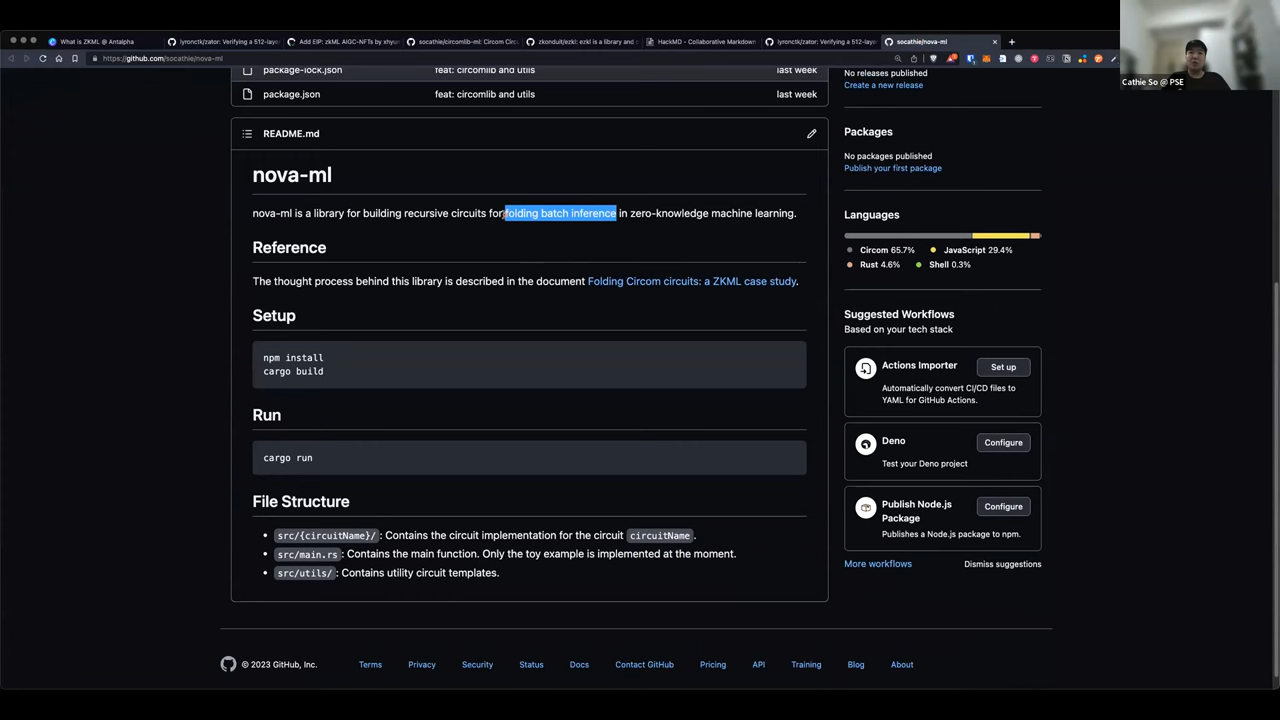 What is ZKML @ Antalpha
lyronctk/zator: Verifying a 512-laye
Add EIP: zkML AIGC-NFTs by xhyu
socathie/circomlib-ml: Circom Circ
zkonduit/ezkl: ezkl is a library and c
HackMD - Collaborative Markdown
lyronctk/zator: Verifying a 512-laye
socathie/nova-ml
https://github.com/socathie/nova-ml
Cathie So @ PSE
package-lock.json feat: circomlib and utils last week
package.json feat: circomlib and utils last week
README.md
nova-ml
nova-ml is a library for building recursive circuits for folding batch inference in zero-knowledge machine learning.
Reference
The thought process behind this library is described in the document Folding Circom circuits: a ZKML case study.
Setup
npm install
cargo build
Run
cargo run
File Structure
src/{circuitName}/: Contains the circuit implementation for the circuit circuitName.
src/main.rs: Contains the main function. Only the toy example is implemented at the moment.
src/utils/: Contains utility circuit templates.
No releases published
Create a new release
Packages
No packages published
Publish your first package
Languages
Circom 65.7% JavaScript 29.4%
Rust 4.6% Shell 0.3%
Suggested Workflows
Based on your tech stack
Actions Importer Set up
Automatically convert CI/CD files to
YAML for GitHub Actions.
Deno Configure
Test your Deno project
Publish Node.js
Package Configure
Publishes a Node.js package to npm.
More workflows Dismiss suggestions
© 2023 GitHub, Inc. Terms Privacy Security Status Docs Contact GitHub Pricing API Training Blog About